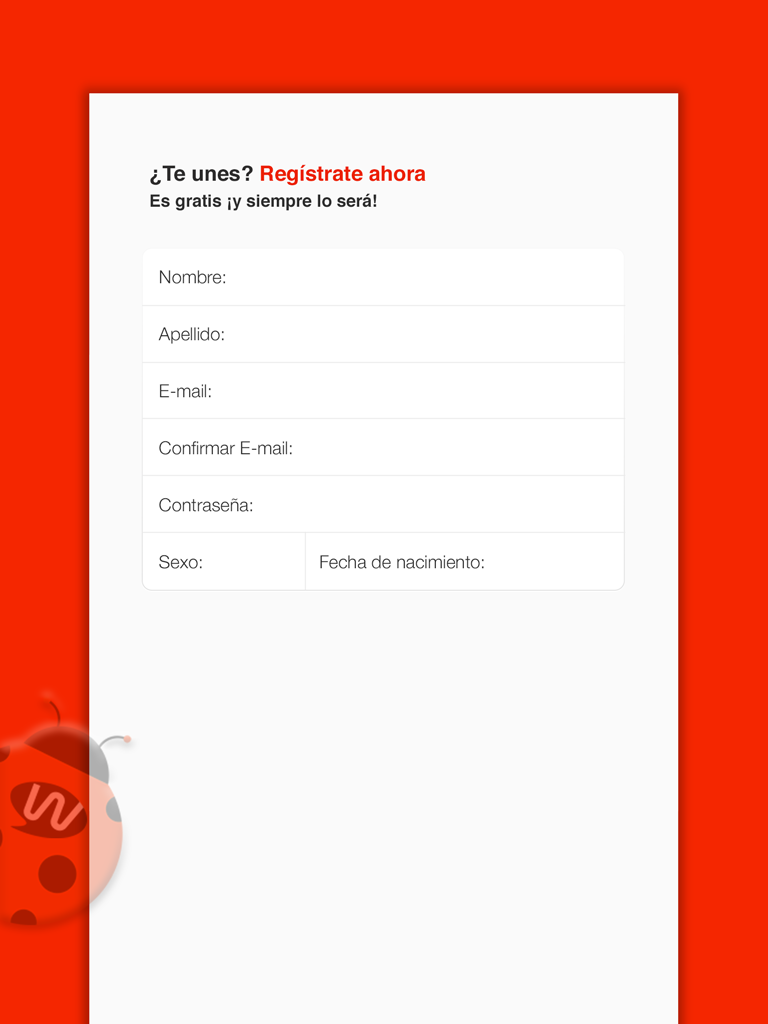 ¿Te unes? Regístrate ahora
Es gratis ¡y siempre lo será!
Nombre:
Apellido:
E-mail:
Confirmar E-mail:
Contraseña:
Sexo: Fecha de nacimiento:
W